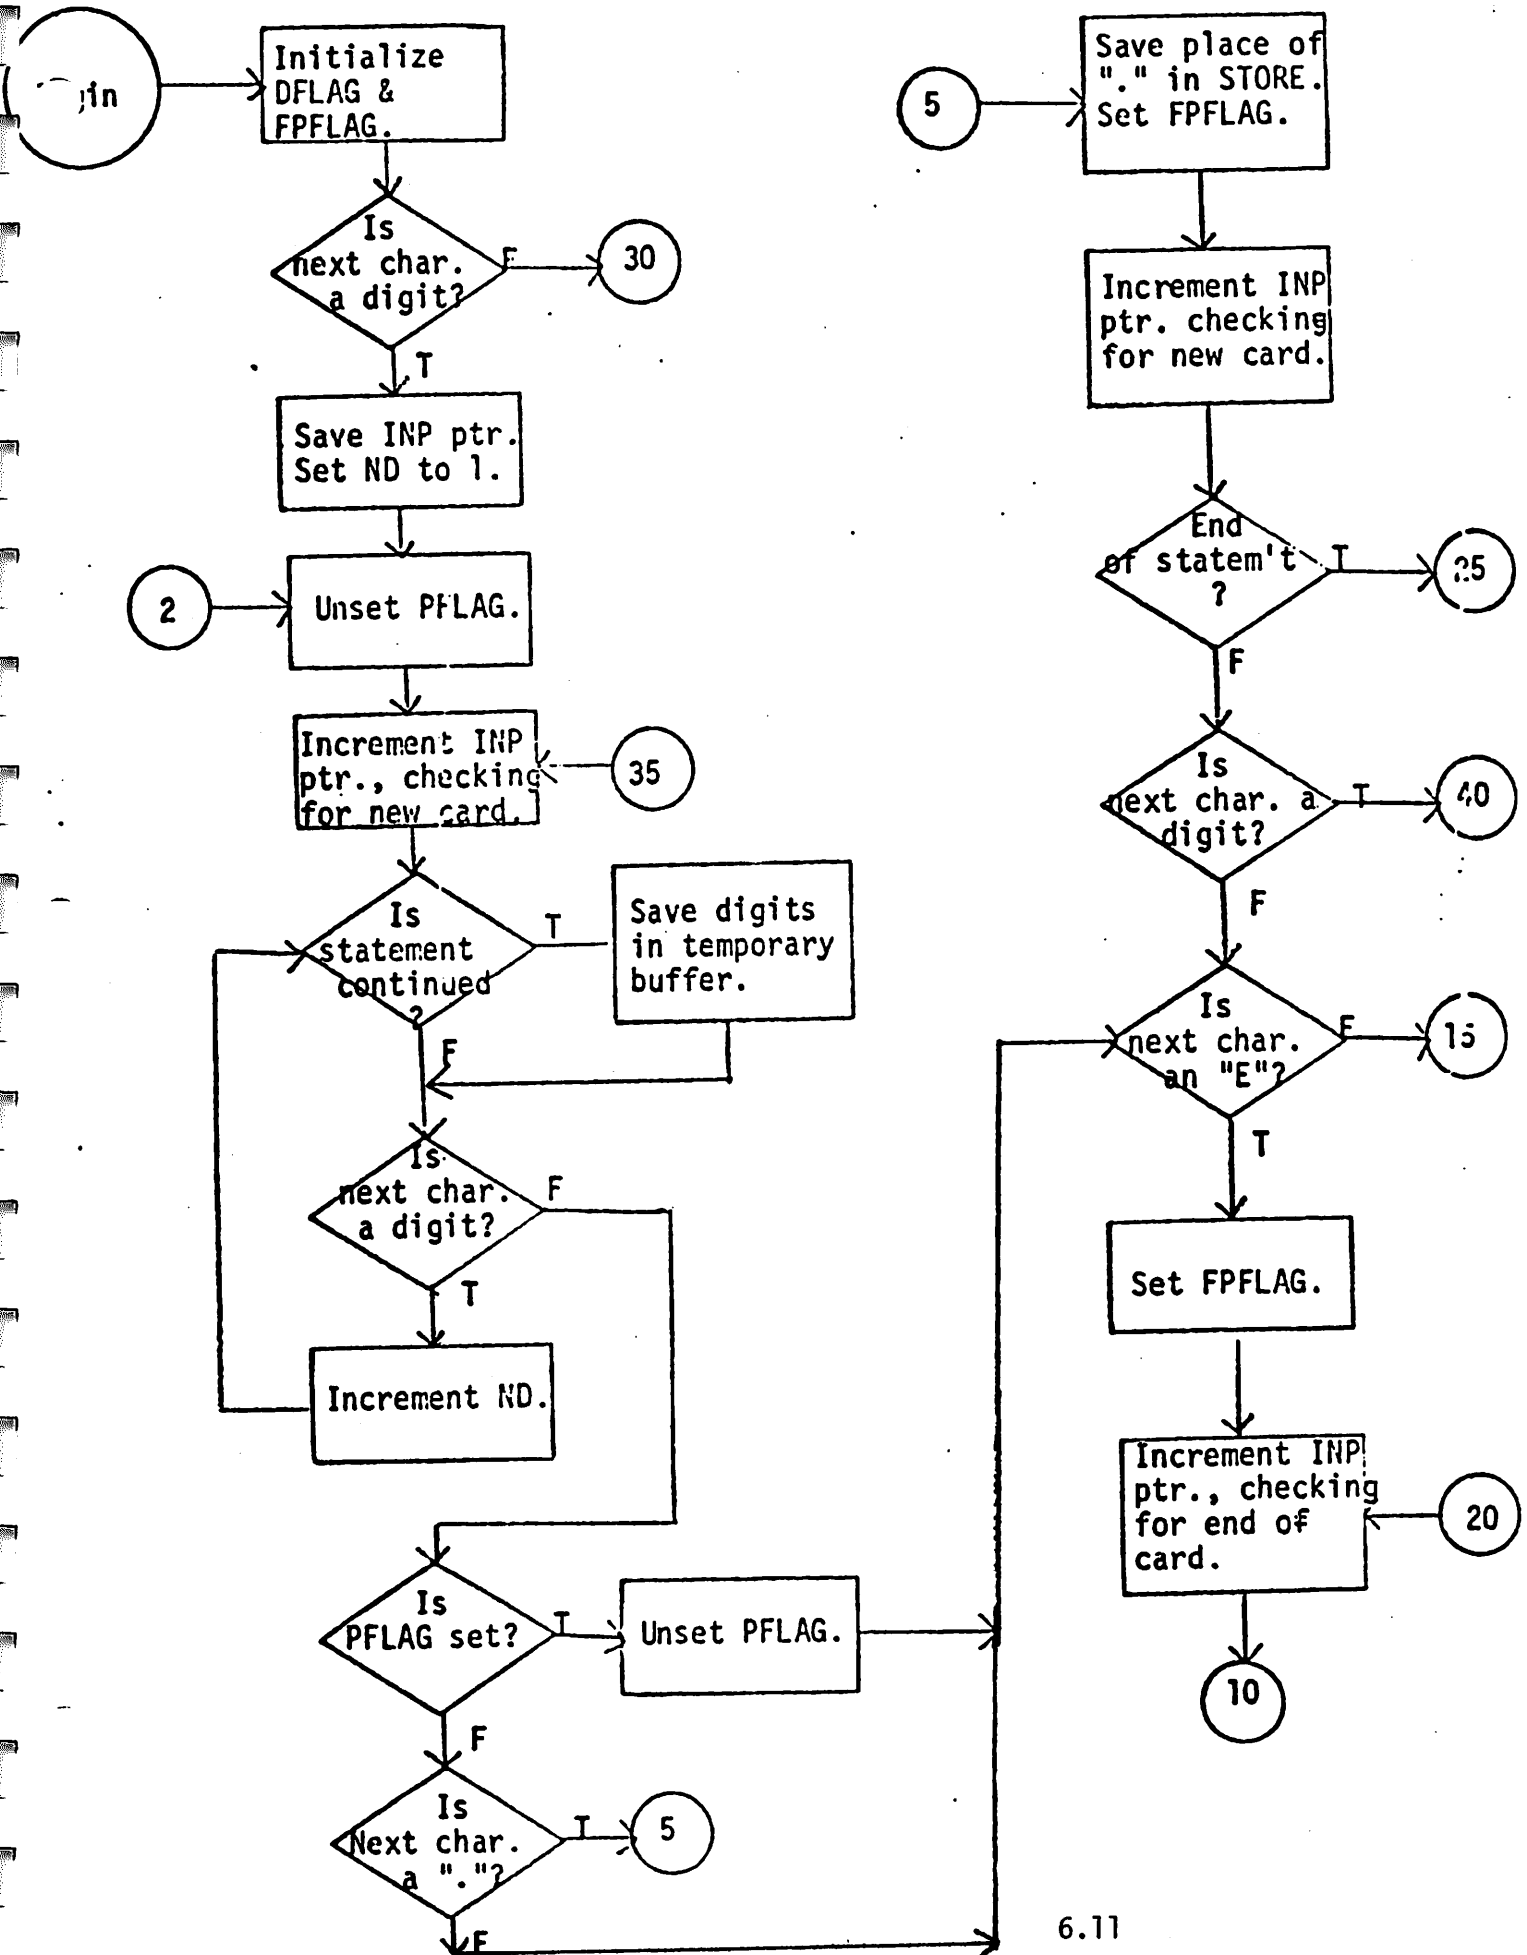 Initialize
DFLAG &
FPFLAG.
Is
next char.
a digit?
F
30
T
Save INP ptr.
Set ND to 1.
2
Unset PFLAG.
Increment INP
ptr., checking
for new card.
35
Is
statement
continued
?
T
Save digits
in temporary
buffer.
F
Is
next char.
a digit?
F
T
Increment ND.
Is
PFLAG set?
T
Unset PFLAG.
F
Is
Next char.
a "."?
T
5
F
5
Save place of
"." in STORE.
Set FPFLAG.
Increment INP
ptr. checking
for new card.
End
of statem't
?
T
F
Is
next char. a
digit?
T
40
F
Is
next char.
an "E"?
F
15
T
Set FPFLAG.
Increment INP
ptr., checking
for end of
card.
20
10
6.11